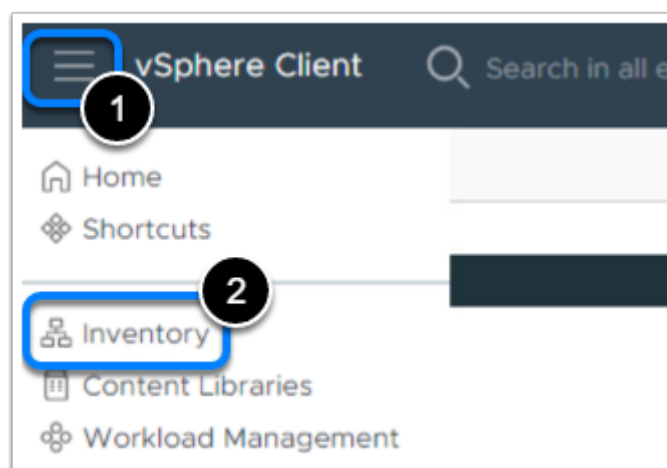 vSphere Client Search in all e
1
Home
Shortcuts
2
Inventory
Content Libraries
Workload Management